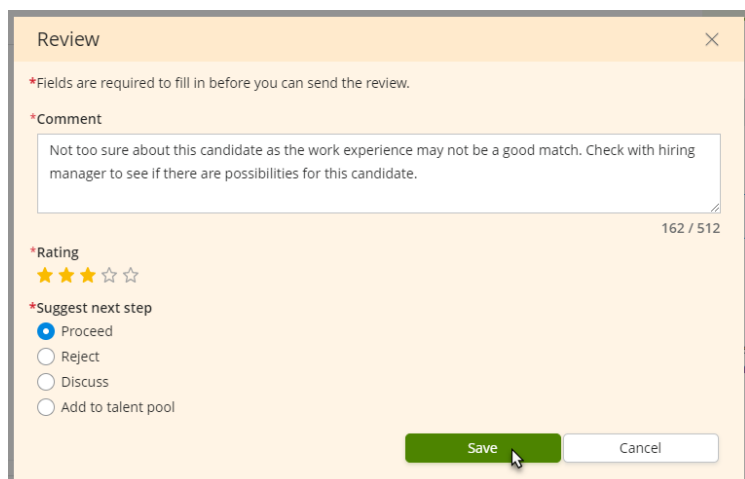 Review
*Fields are required to fill in before you can send the review.
*Comment
Not too sure about this candidate as the work experience may not be a good match. Check with hiring
manager to see if there are possibilities for this candidate.
162 / 512
*Rating
*Suggest next step
Proceed
Reject
Discuss
Add to talent pool
Save
Cancel